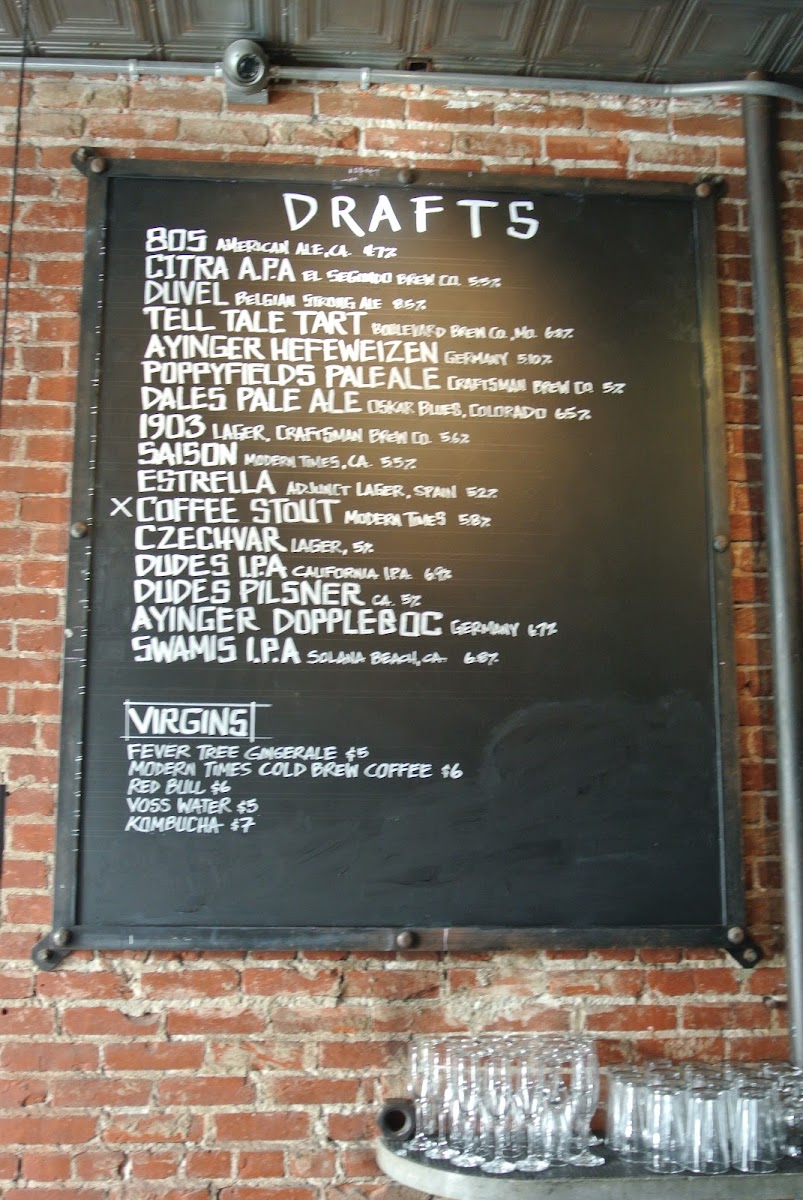 DRAFTS
805 AMERICAN ALE, CA. 4.7%
CITRA A.P.A EL SEGUNDO BREW CO. 5.5%
DUVEL BELGIAN STRONG ALE 8.5%
TELL TALE TART BOULEVARD BREW CO., MO. 6.8%
AYINGER HEFEWEIZEN GERMANY 5.10%
POPPYFIELDS PALE ALE CRAFTSMAN BREW CO 5%
DALES PALE ALE OSKAR BLUES, COLORADO 6.5%
1903 LAGER, CRAFTSMAN BREW CO. 5.6%
SAISON MODERN TIMES, CA. 5.5%
ESTRELLA ADJUNCT LAGER, SPAIN 5.2%
X COFFEE STOUT MODERN TIMES 5.8%
CZECHVAR LAGER, 5%
DUDES I.P.A CALIFORNIA I.P.A. 6.9%
DUDES PILSNER CA. 5%
AYINGER DOPPLEBOC GERMANY 6.7%
SWAMIS I.P.A SOLANA BEACH, CA. 6.8%
VIRGINS
FEVER TREE GINGERALE $5
MODERN TIMES COLD BREW COFFEE $6
RED BULL $6
VOSS WATER $5
KOMBUCHA $7